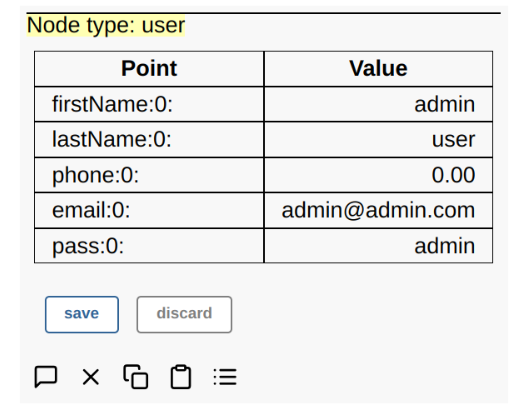 Node type: user
Point Value
firstName:0: admin
lastName:0: user
phone:0: 0.00
email:0: admin@admin.com
pass:0: admin
save discard